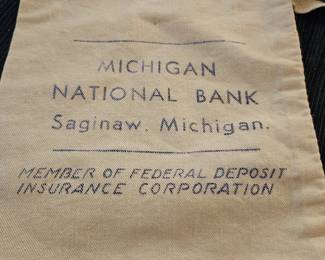 MICHIGAN
NATIONAL BANK
Saginaw, Michigan.
MEMBER OF FEDERAL DEPOSIT
INSURANCE CORPORATION